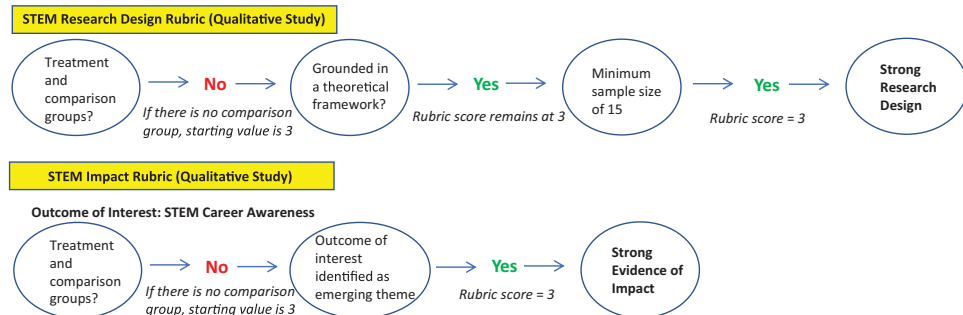 STEM Research Design Rubric (Qualitative Study)
Treatment
and
comparison
groups?
No
If there is no comparison
group, starting value is 3
Grounded in
a theoretical
framework?
Yes
Rubric score remains at 3
Minimum
sample size
of 15
Yes
Rubric score = 3
Strong
Research
Design
STEM Impact Rubric (Qualitative Study)
Outcome of Interest: STEM Career Awareness
Treatment
and
comparison
groups?
No
If there is no comparison
group, starting value is 3
Outcome of
interest
identified as
emerging theme
Yes
Rubric score = 3
Strong
Evidence of
Impact